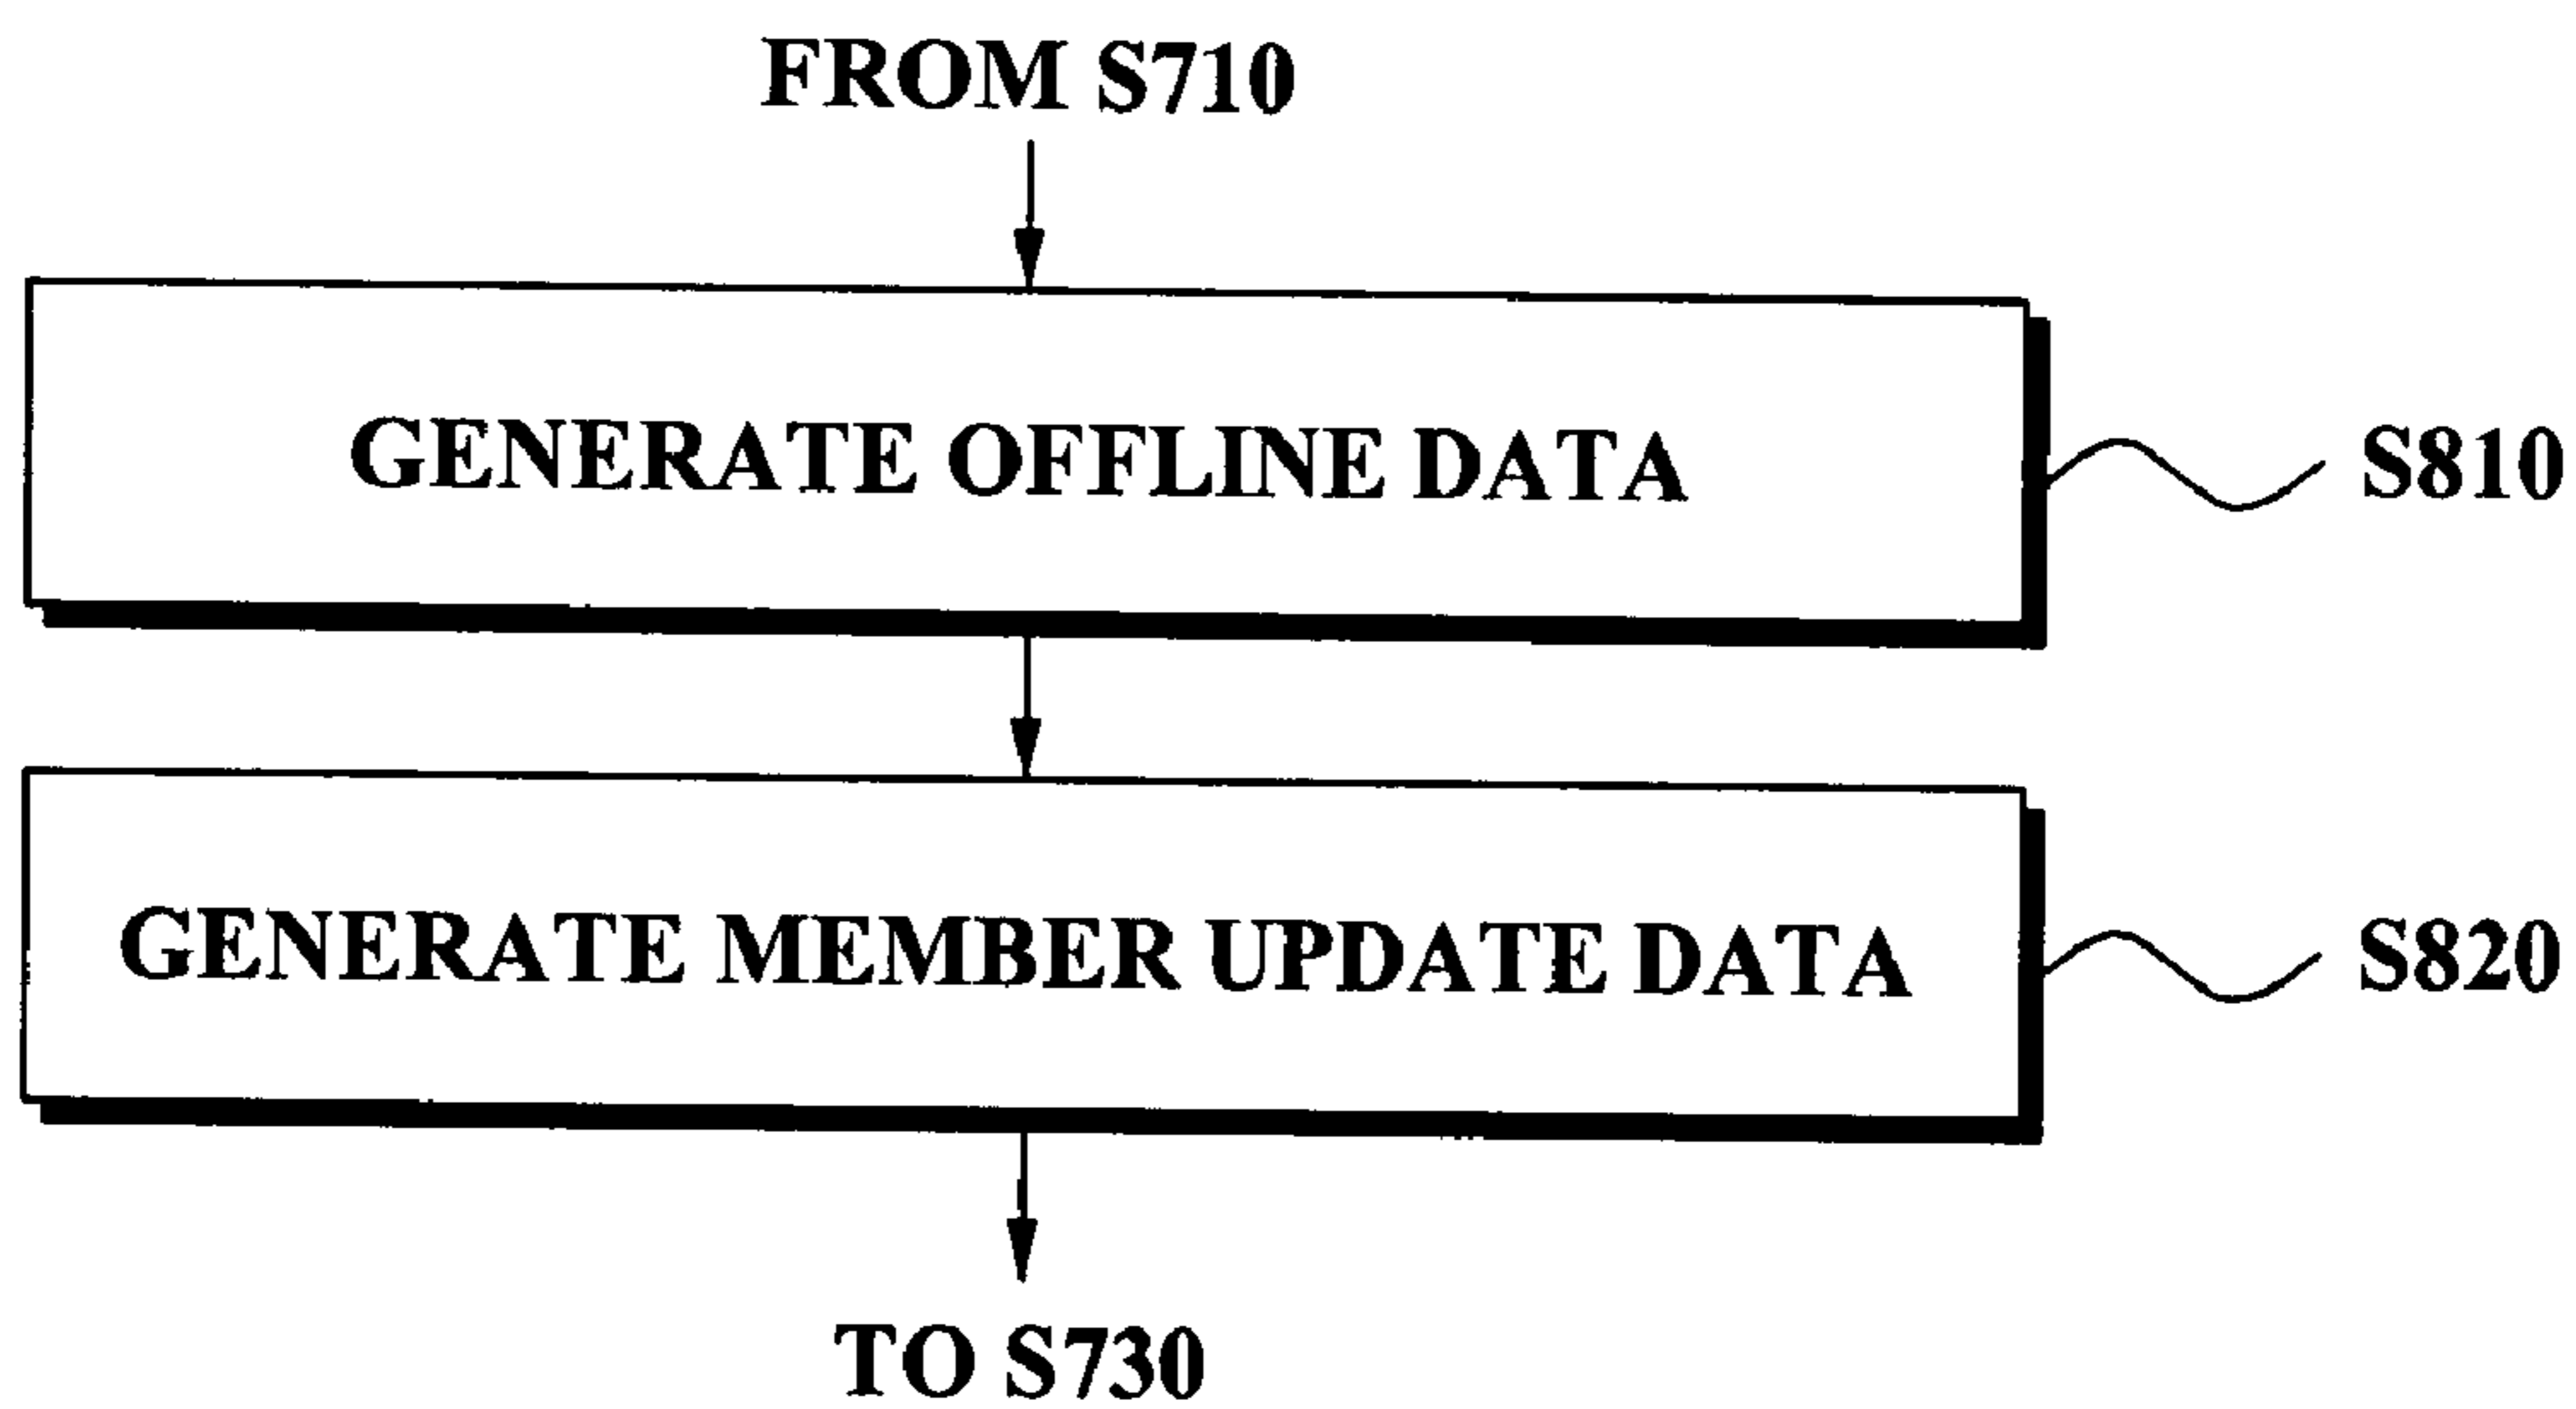 FROM S710
GENERATE OFFLINE DATA
S810
GENERATE MEMBER UPDATE DATA
S820
TO S730